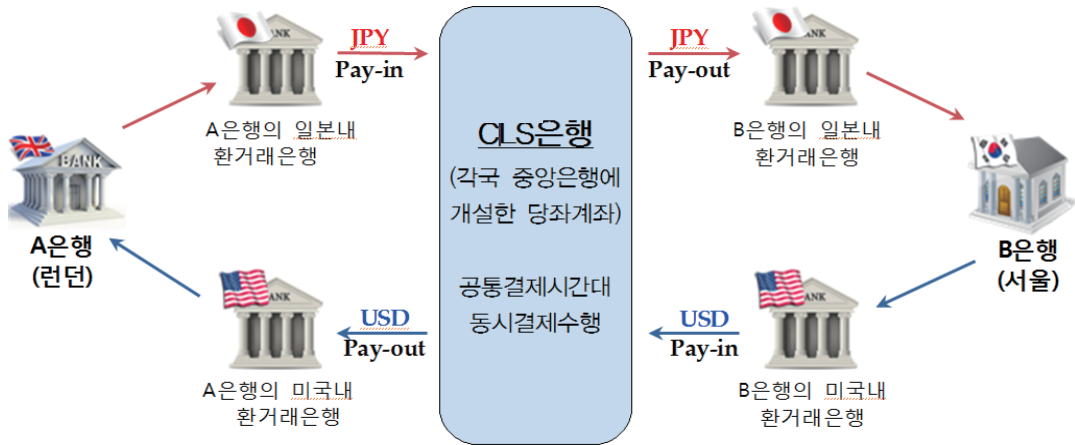 BANK
JPY
Pay-in
A은행의 일본내
환거래은행
JPY
Pay-out
BANK
B은행의 일본내
환거래은행
BANK
A은행
(런던)
CLS은행
(각국 중앙은행에
개설한 당좌계좌)
공통결제시간대
동시결제수행
B은행
(서울)
BANK
USD
Pay-out
A은행의 미국내
환거래은행
USD
Pay-in
BANK
B은행의 미국내
환거래은행